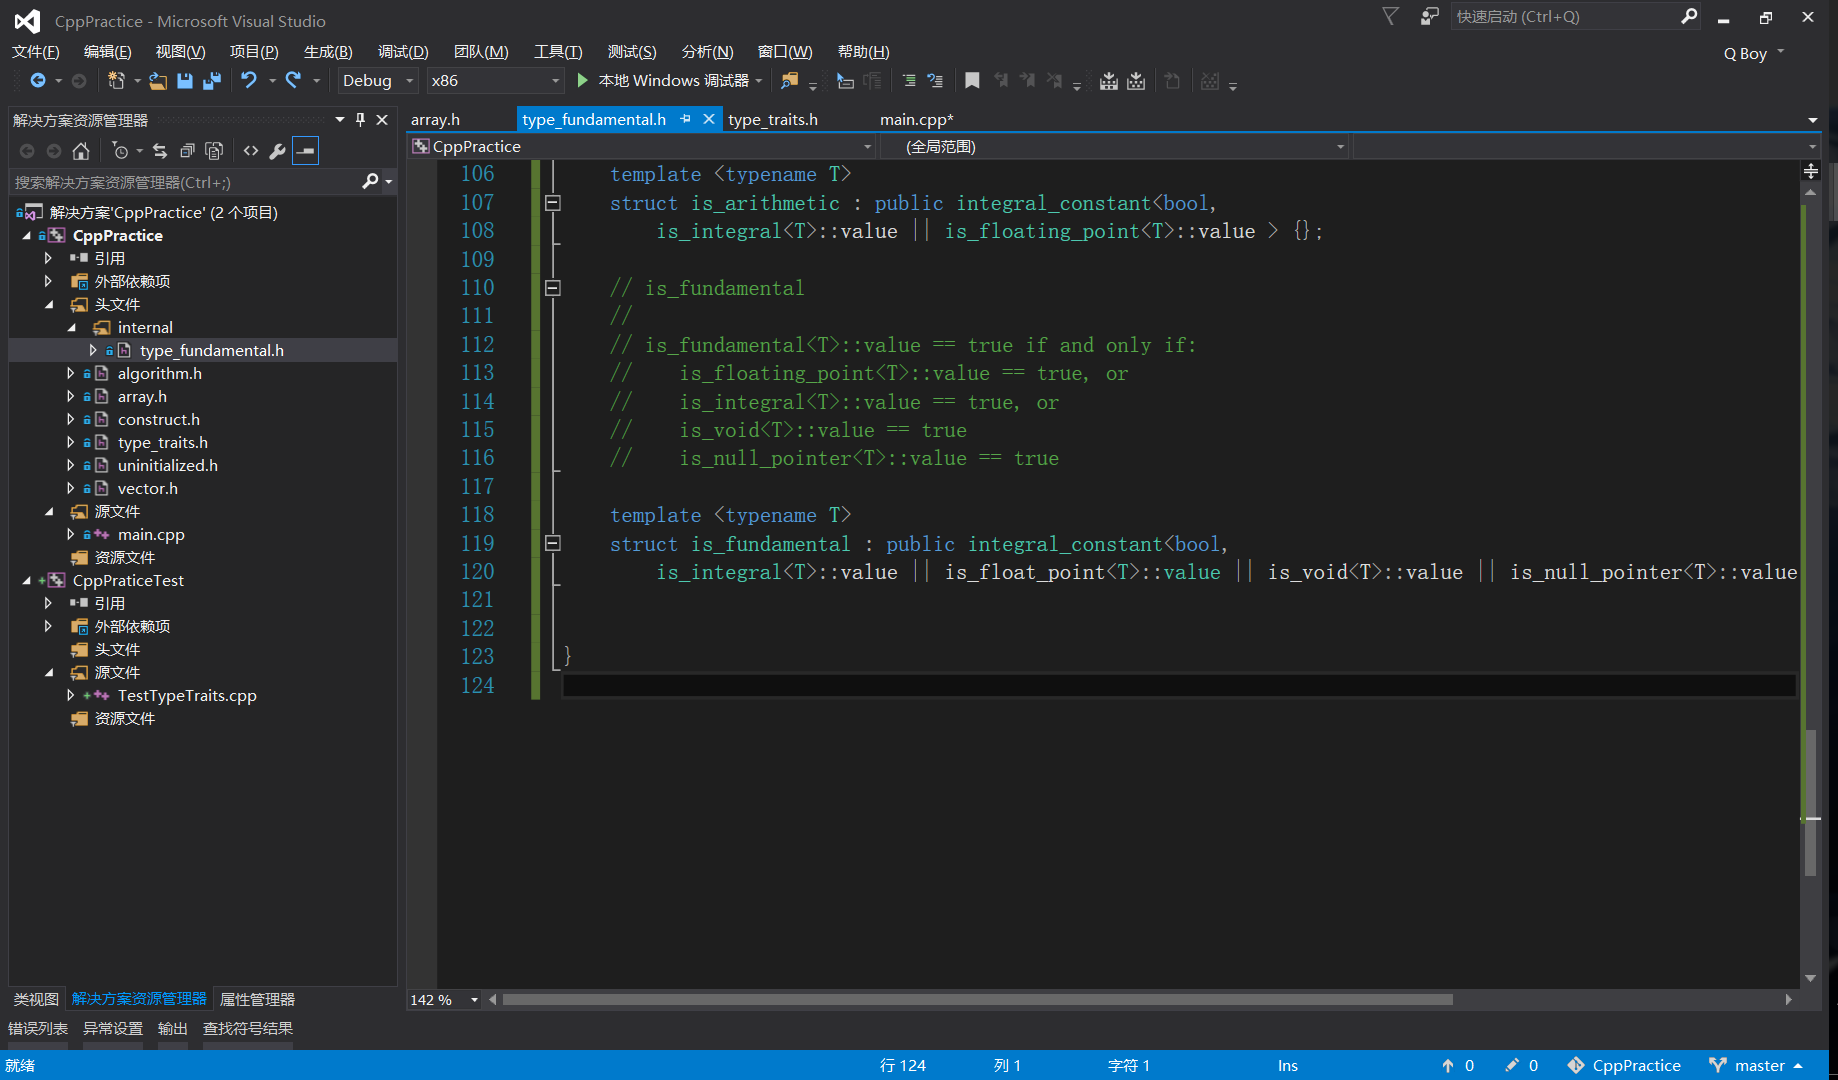 CppPractice - Microsoft Visual Studio
快速启动 (Ctrl+Q)
文件(F) 编辑(E) 视图(V) 项目(P) 生成(B) 调试(D) 团队(M) 工具(T) 测试(S) 分析(N) 窗口(W) 帮助(H)
Q Boy
Debug x86 本地 Windows 调试器
解决方案资源管理器
搜索解决方案资源管理器(Ctrl+;)
解决方案'CppPractice' (2 个项目)
CppPractice
引用
外部依赖项
头文件
internal
type_fundamental.h
algorithm.h
array.h
construct.h
type_traits.h
uninitialized.h
vector.h
源文件
main.cpp
资源文件
CppPraticeTest
引用
外部依赖项
头文件
源文件
TestTypeTraits.cpp
资源文件
类视图 解决方案资源管理器 属性管理器
array.h type_fundamental.h type_traits.h main.cpp*
CppPractice (全局范围)
106 template <typename T>
107 struct is_arithmetic : public integral_constant<bool,
108 is_integral<T>::value || is_floating_point<T>::value > {};
109
110 // is_fundamental
111 //
112 // is_fundamental<T>::value == true if and only if:
113 // is_floating_point<T>::value == true, or
114 // is_integral<T>::value == true, or
115 // is_void<T>::value == true
116 // is_null_pointer<T>::value == true
117
118 template <typename T>
119 struct is_fundamental : public integral_constant<bool,
120 is_integral<T>::value || is_float_point<T>::value || is_void<T>::value || is_null_pointer<T>::value
121
122
123 }
124
142 %
错误列表 异常设置 输出 查找符号结果
就绪 行 124 列 1 字符 1 Ins 0 0 CppPractice master